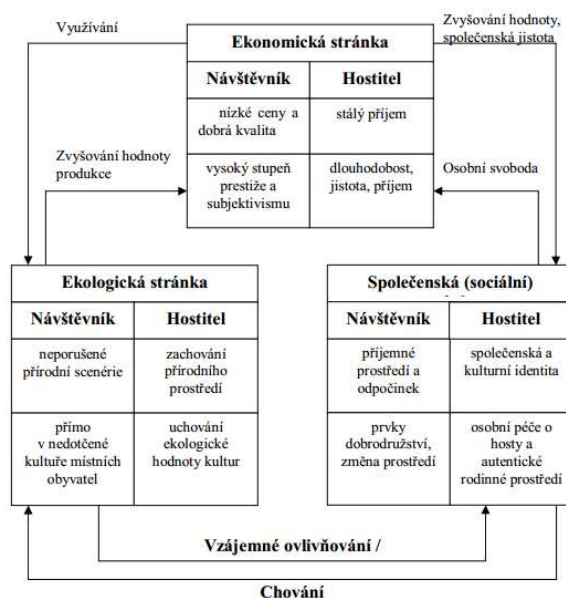 Využívání
Zvyšování hodnoty,
společenská jistota
Ekonomická stránka
Návštěvník
Hostitel
nízké ceny a
dobrá kvalita
stálý příjem
vysoký stupeň
prestiže a
subjektivismu
dlouhodobost,
jistota, příjem
Zvyšování hodnoty
produkce
Osobní svoboda
Ekologická stránka
Návštěvník
Hostitel
neporušené
přírodní scenérie
zachování
přírodního
prostředí
přímo
v nedotčené
kultuře místních
obyvatel
uchování
ekologické
hodnoty kultur
Společenská (sociální)
Návštěvník
Hostitel
příjemné
prostředí a
odpočinek
společenská a
kulturní identita
prvky
dobrodružství,
změna prostředí
osobní péče o
hosty a
autentické
rodinné prostředí
Vzájemné ovlivňování /
Chování